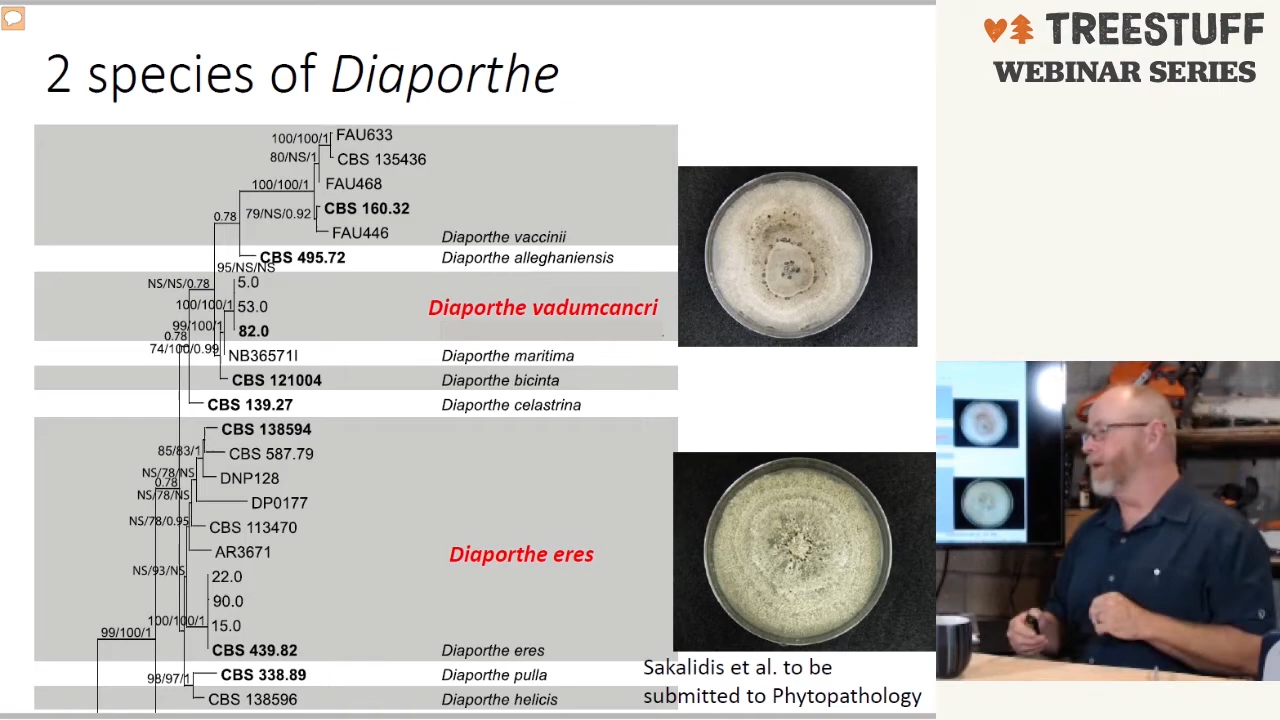 2 species of Diaporthe
TREESTUFF
WEBINAR SERIES
100/100/1
FAU633
80/NS/1
CBS 135436
100/100/1
FAU468
79/NS/0.92
CBS 160.32
0.78
FAU446
Diaporthe vaccinii
CBS 495.72
Diaporthe alleghaniensis
95/NS/NS
NS/NS/0.78
5.0
100/100/1
53.0
Diaporthe vadumcancri
99/100/1
82.0
0.78
74/100/0.99
NB36571I
Diaporthe maritima
CBS 121004
Diaporthe bicinta
CBS 139.27
Diaporthe celastrina
CBS 138594
85/83/1
CBS 587.79
NS/78/NS
DNP128
0.78
NS/78/NS
DP0177
NS/78/0.95
CBS 113470
AR3671
Diaporthe eres
NS/93/NS
22.0
90.0
100/100/1
15.0
99/100/1
CBS 439.82
Diaporthe eres
98/97/1
CBS 338.89
Diaporthe pulla
CBS 138596
Diaporthe helicis
Sakalidis et al. to be
submitted to Phytopathology